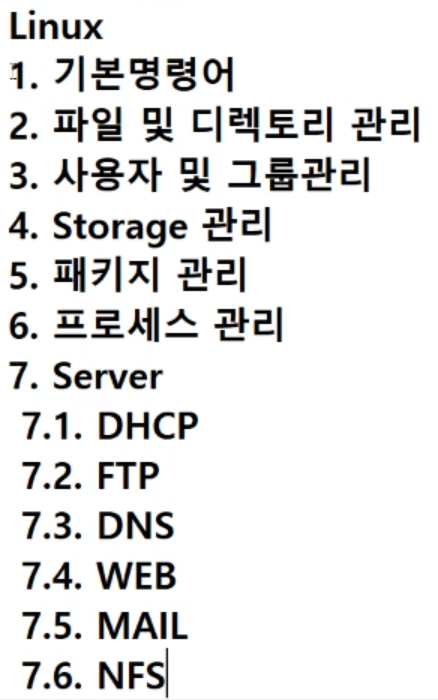 Linux
1. 기본명령어
2. 파일 및 디렉토리 관리
3. 사용자 및 그룹관리
4. Storage 관리
5. 패키지 관리
6. 프로세스 관리
7. Server
7.1. DHCP
7.2. FTP
7.3. DNS
7.4. WEB
7.5. MAIL
7.6. NFS